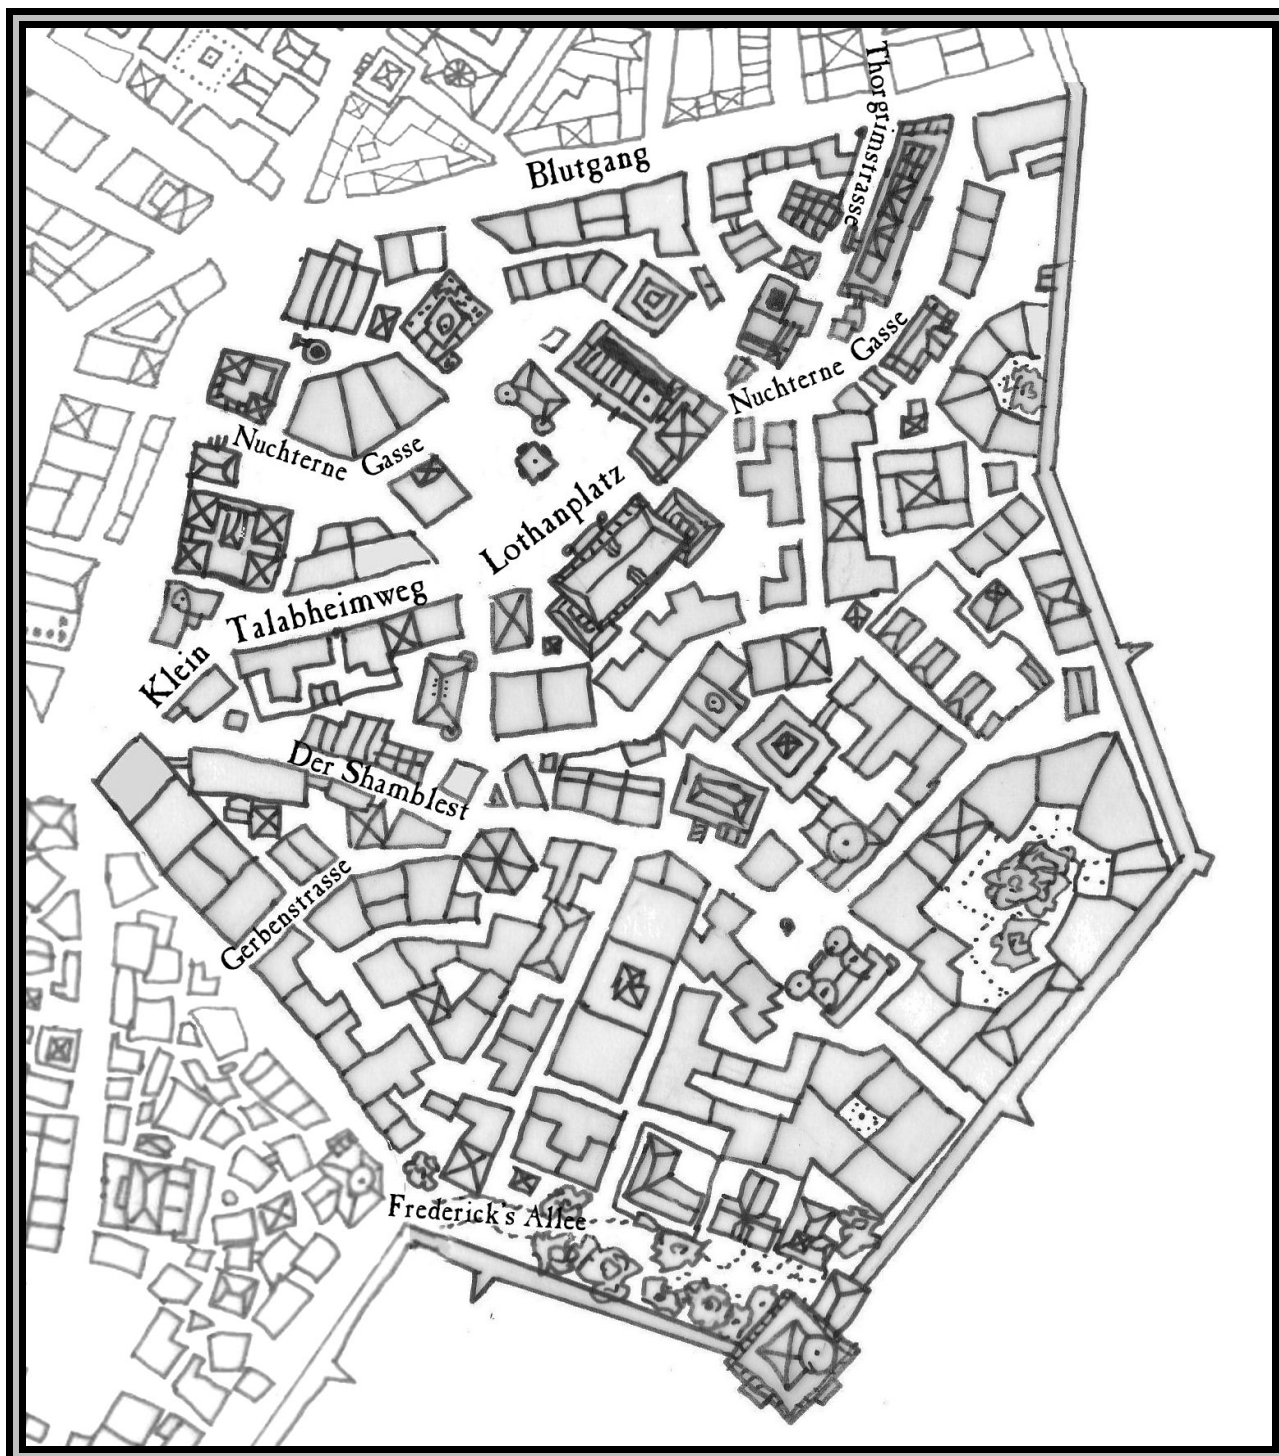 Thorgrimstrasse
Blutgang
Nuchterne Gasse
Nuchterne Gasse
Lothanplatz
Klein Talabheimweg
Der Shamblest
Gerbenstrasse
Frederick's Allee